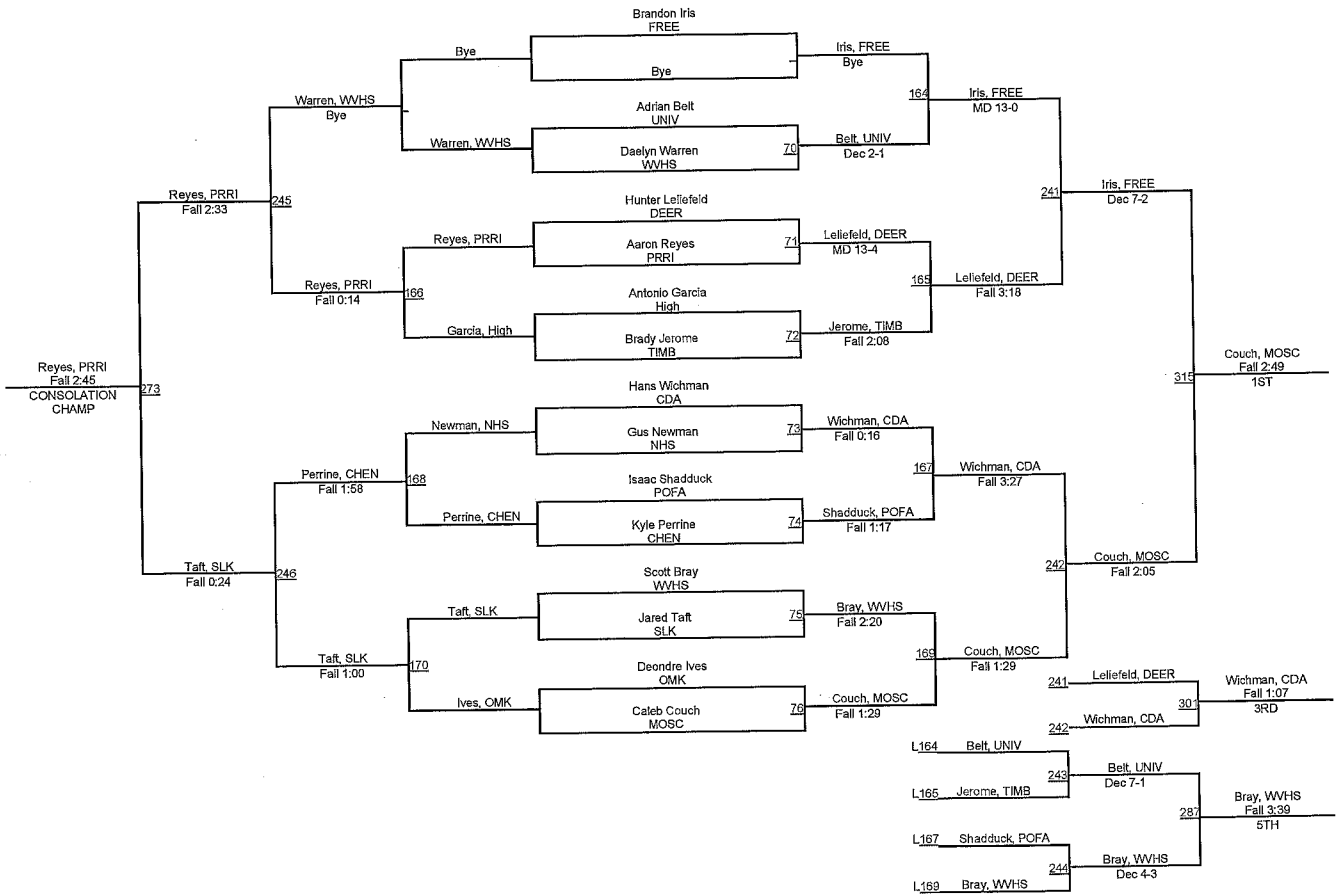 Brandon Iris
FREE
Bye
Bye
Iris, FREE
Bye
Warren, WVHS
Bye
164
Iris, FREE
MD 13-0
Adrian Belt
UNIV
Warren, WVHS
Daelyn Warren
WVHS
70
Belt, UNIV
Dec 2-1
Reyes, PRRI
Fall 2:33
245
241
Iris, FREE
Dec 7-2
Hunter Leliefeld
DEER
Reyes, PRRI
Aaron Reyes
PRRI
71
Leliefeld, DEER
MD 13-4
Reyes, PRRI
Fall 0:14
166
165
Leliefeld, DEER
Fall 3:18
Antonio Garcia
High
Garcia, High
Brady Jerome
TIMB
72
Jerome, TIMB
Fall 2:08
Reyes, PRRI
Fall 2:45
CONSOLATION
CHAMP
273
315
Couch, MOSC
Fall 2:49
1ST
Hans Wichman
CDA
Newman, NHS
Gus Newman
NHS
73
Wichman, CDA
Fall 0:16
Perrine, CHEN
Fall 1:58
168
167
Wichman, CDA
Fall 3:27
Isaac Shadduck
POFA
Perrine, CHEN
Kyle Perrine
CHEN
74
Shadduck, POFA
Fall 1:17
Taft, SLK
Fall 0:24
246
242
Couch, MOSC
Fall 2:05
Scott Bray
WVHS
Taft, SLK
Jared Taft
SLK
75
Bray, WVHS
Fall 2:20
Taft, SLK
Fall 1:00
170
169
Couch, MOSC
Fall 1:29
Deondre Ives
OMK
Ives, OMK
Caleb Couch
MOSC
76
Couch, MOSC
Fall 1:29
241
Leliefeld, DEER
301
Wichman, CDA
Fall 1:07
3RD
242
Wichman, CDA
L164
Belt, UNIV
243
Belt, UNIV
Dec 7-1
L165
Jerome, TIMB
287
Bray, WVHS
Fall 3:39
5TH
L167
Shadduck, POFA
244
Bray, WVHS
Dec 4-3
L169
Bray, WVHS